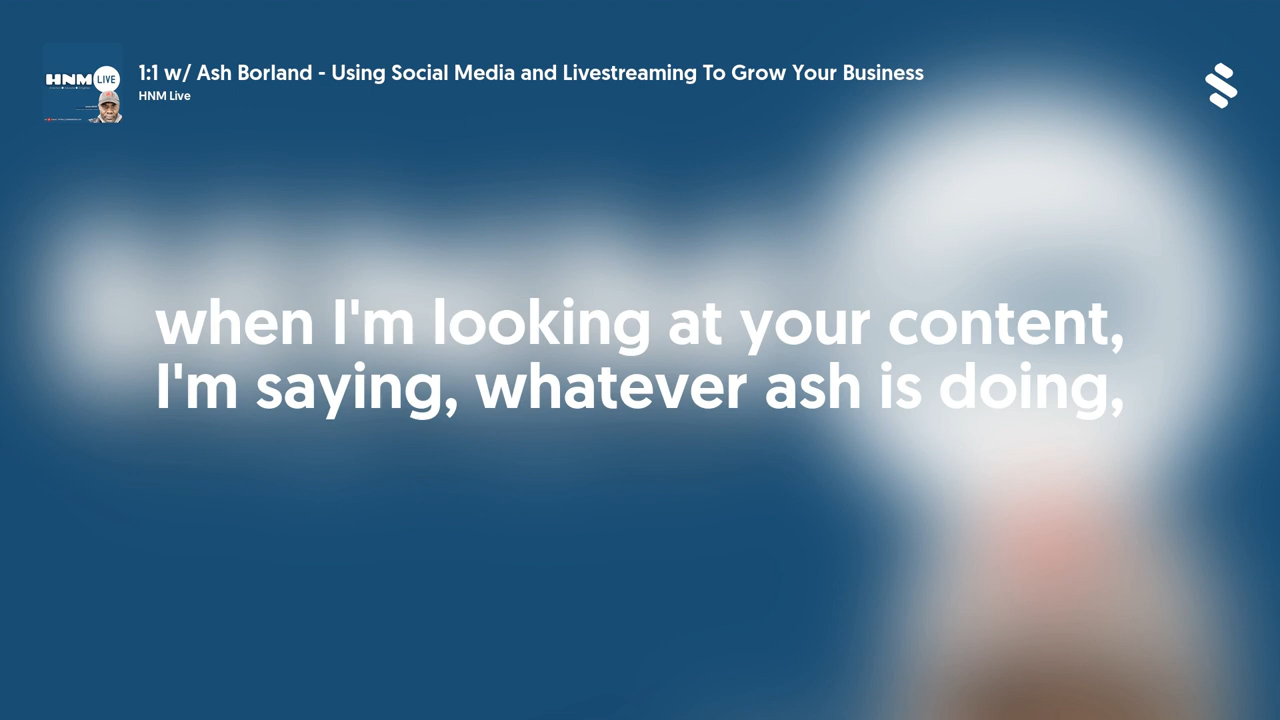 HNM LIVE
1:1 w/ Ash Borland - Using Social Media and Livestreaming To Grow Your Business
HNM Live
when I'm looking at your content,
I'm saying, whatever ash is doing,